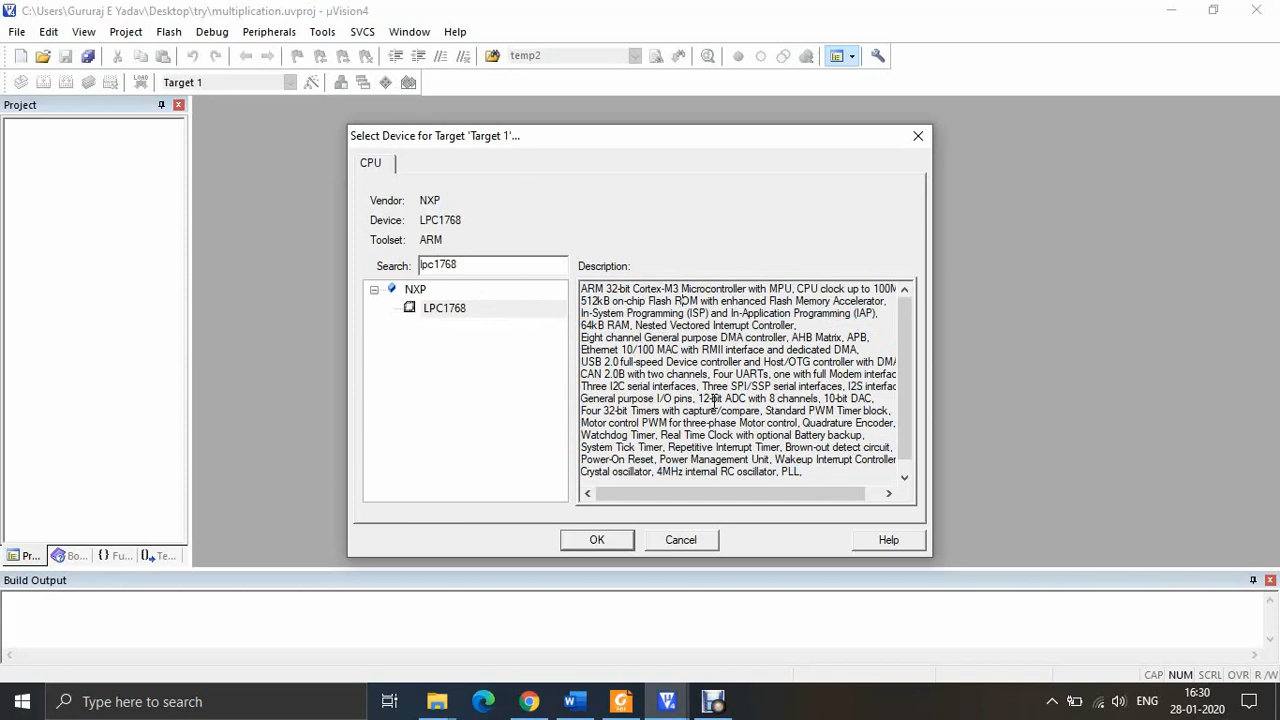 C:\Users\Gururaj E Yadav\Desktop\try\multiplication.uvproj - µVision4
File Edit View Project Flash Debug Peripherals Tools SVCS Window Help
temp2
LOAD Target 1
Project
Select Device for Target 'Target 1'...
CPU
Vendor: NXP
Device: LPC1768
Toolset: ARM
Search: lpc1768
Description:
NXP
LPC1768
ARM 32-bit Cortex-M3 Microcontroller with MPU, CPU clock up to 100M
512kB on-chip Flash ROM with enhanced Flash Memory Accelerator,
In-System Programming (ISP) and In-Application Programming (IAP),
64kB RAM, Nested Vectored Interrupt Controller,
Eight channel General purpose DMA controller, AHB Matrix, APB,
Ethernet 10/100 MAC with RMII interface and dedicated DMA,
USB 2.0 full-speed Device controller and Host/OTG controller with DMA
CAN 2.0B with two channels, Four UARTs, one with full Modem interfac
Three I2C serial interfaces, Three SPI/SSP serial interfaces, I2S interfac
General purpose I/O pins, 12-bit ADC with 8 channels, 10-bit DAC,
Four 32-bit Timers with capture/compare, Standard PWM Timer block,
Motor control PWM for three-phase Motor control, Quadrature Encoder,
Watchdog Timer, Real Time Clock with optional Battery backup,
System Tick Timer, Repetitive Interrupt Timer, Brown-out detect circuit,
Power-On Reset, Power Management Unit, Wakeup Interrupt Controller
Crystal oscillator, 4MHz internal RC oscillator, PLL,
OK Cancel Help
Pr... Bo... {} Fu... Te...
Build Output
CAP NUM SCRL OVR R /W
Type here to search
ENG
16:30
28-01-2020